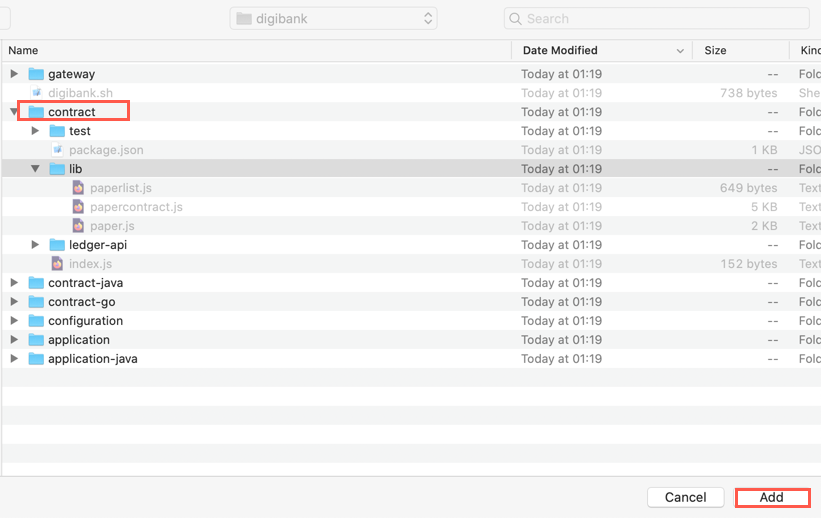 digibank Search
Name Date Modified Size Kinc
gateway Today at 01:19 -- Fold
digibank.sh Today at 01:19 738 bytes She
contract Today at 01:19 -- Fold
test Today at 01:19 -- Fold
package.json Today at 01:19 1 KB JSO
lib Today at 01:19 -- Fold
paperlist.js Today at 01:19 649 bytes Text
papercontract.js Today at 01:19 5 KB Text
paper.js Today at 01:19 2 KB Text
ledger-api Today at 01:19 -- Fold
index.js Today at 01:19 152 bytes Text
contract-java Today at 01:19 -- Fold
contract-go Today at 01:19 -- Fold
configuration Today at 01:19 -- Fold
application Today at 01:19 -- Fold
application-java Today at 01:19 -- Fold
Cancel Add